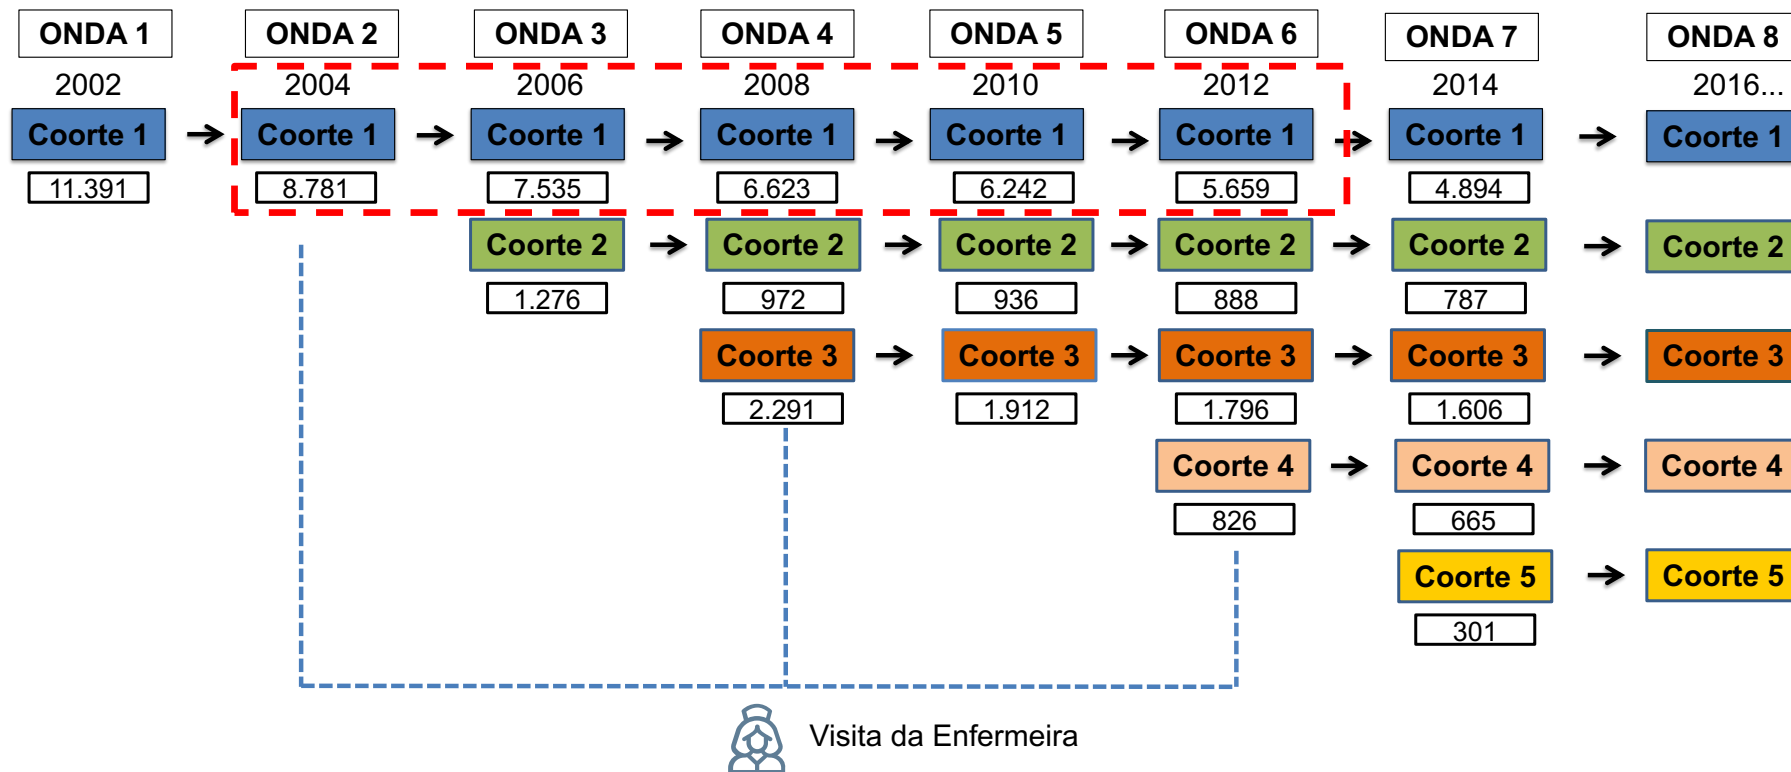 ONDA 1 ONDA 2 ONDA 3 ONDA 4 ONDA 5 ONDA 6 ONDA 7 ONDA 8
2002 2004 2006 2008 2010 2012 2014 2016...
Coorte 1 Coorte 1 Coorte 1 Coorte 1 Coorte 1 Coorte 1 Coorte 1 Coorte 1
11.391 8.781 7.535 6.623 6.242 5.659 4.894
Coorte 2 Coorte 2 Coorte 2 Coorte 2 Coorte 2 Coorte 2
1.276 972 936 888 787
Coorte 3 Coorte 3 Coorte 3 Coorte 3 Coorte 3
2.291 1.912 1.796 1.606
Coorte 4 Coorte 4 Coorte 4
826 665
Coorte 5 Coorte 5
301
Visita da Enfermeira